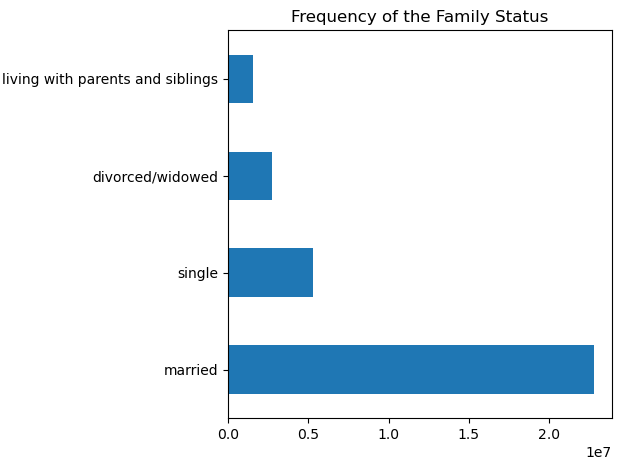 Frequency of the Family Status
living with parents and siblings
divorced/widowed
single
married
0.0 0.5 1.0 1.5 2.0
1e7